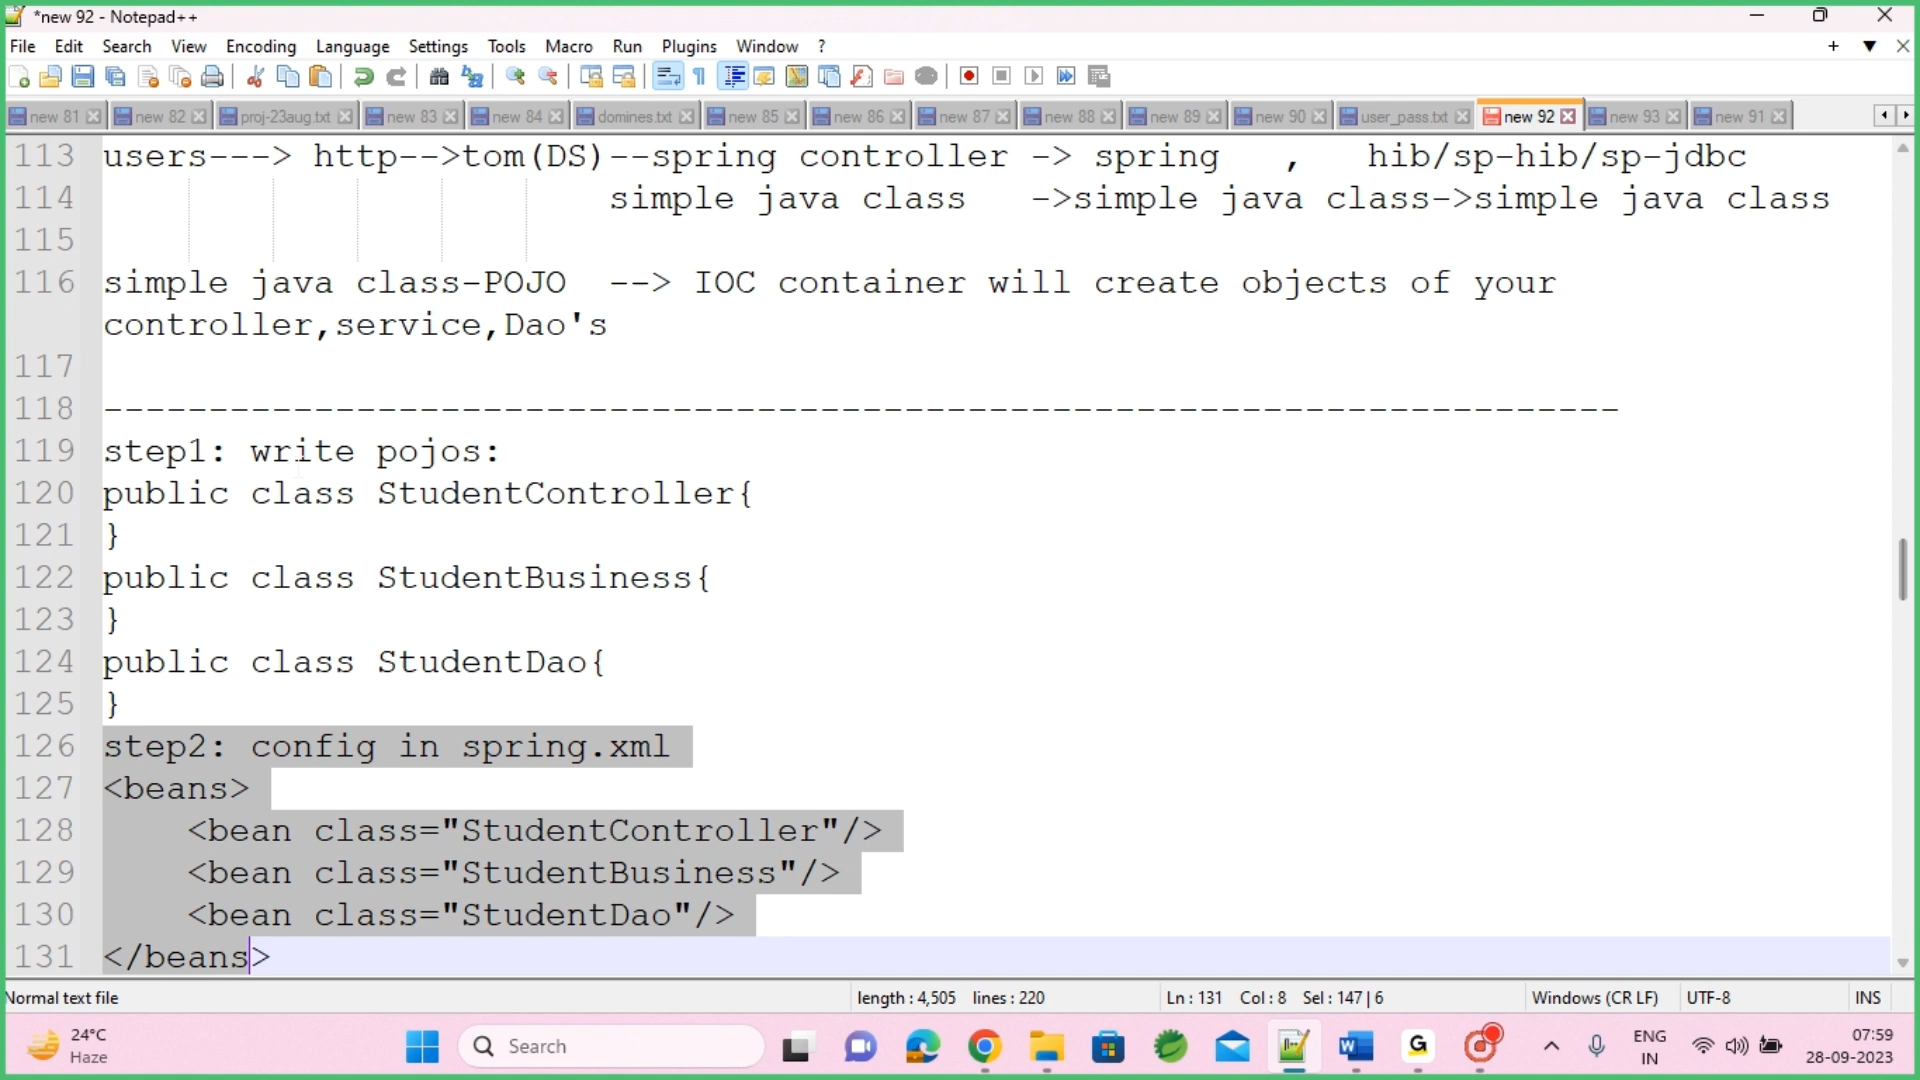 *new 92 - Notepad++
File Edit Search View Encoding Language Settings Tools Macro Run Plugins Window ?
new 81 new 82 proj-23aug.txt new 83 new 84 domines.txt new 85 new 86 new 87 new 88 new 89 new 90 user_pass.txt new 92 new 93 new 91
113 users---> http-->tom(DS)--spring controller -> spring , hib/sp-hib/sp-jdbc
114 simple java class ->simple java class->simple java class
115
116 simple java class-POJO --> IOC container will create objects of your
controller,service,Dao's
117
118 ------------------------------------------------------------------------
119 step1: write pojos:
120 public class StudentController{
121 }
122 public class StudentBusiness{
123 }
124 public class StudentDao{
125 }
126 step2: config in spring.xml
127 <beans>
128 <bean class="StudentController"/>
129 <bean class="StudentBusiness"/>
130 <bean class="StudentDao"/>
131 </beans>
Normal text file length : 4,505 lines : 220 Ln : 131 Col : 8 Sel : 147 | 6 Windows (CR LF) UTF-8 INS
24°C
Haze
Search
ENG
IN
07:59
28-09-2023